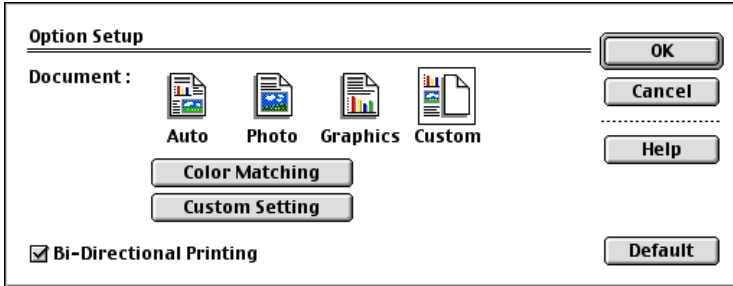 Option Setup
OK
Document :
Cancel
Auto Photo Graphics Custom
Help
Color Matching
Custom Setting
Bi-Directional Printing
Default